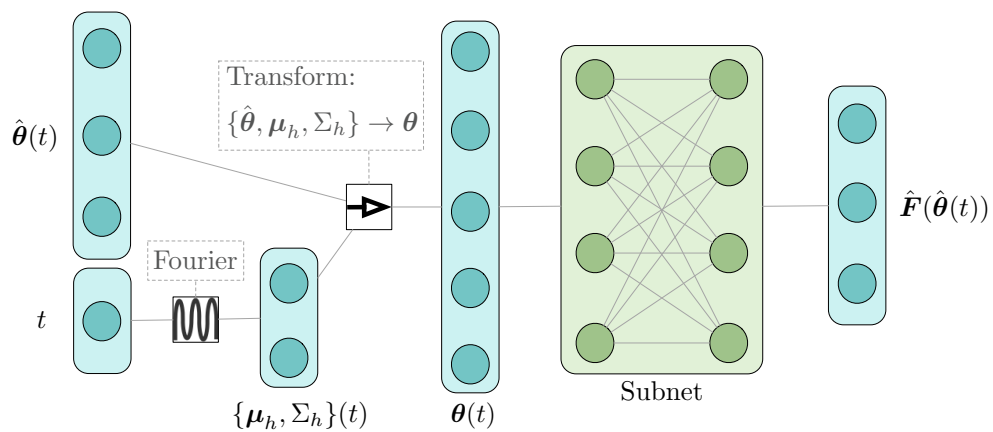 Transform:
{θ̂, μ_h, Σ_h} → θ
θ̂(t)
Fourier
t
{μ_h, Σ_h}(t)
θ(t)
Subnet
F̂(θ̂(t))